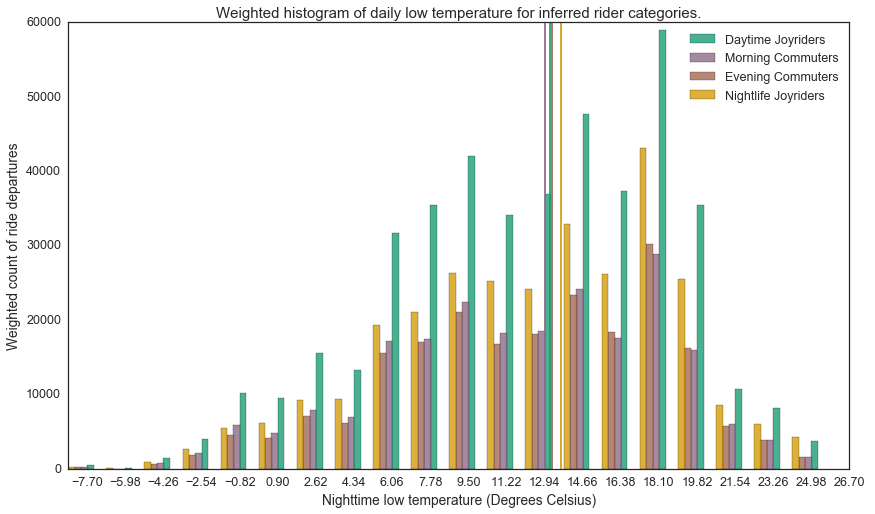 Weighted histogram of daily low temperature for inferred rider categories.
60000
50000
40000
30000
20000
10000
0
Weighted count of ride departures
Daytime Joyriders
Morning Commuters
Evening Commuters
Nightlife Joyriders
−7.70 −5.98 −4.26 −2.54 −0.82 0.90 2.62 4.34 6.06 7.78 9.50 11.22 12.94 14.66 16.38 18.10 19.82 21.54 23.26 24.98 26.70
Nighttime low temperature (Degrees Celsius)